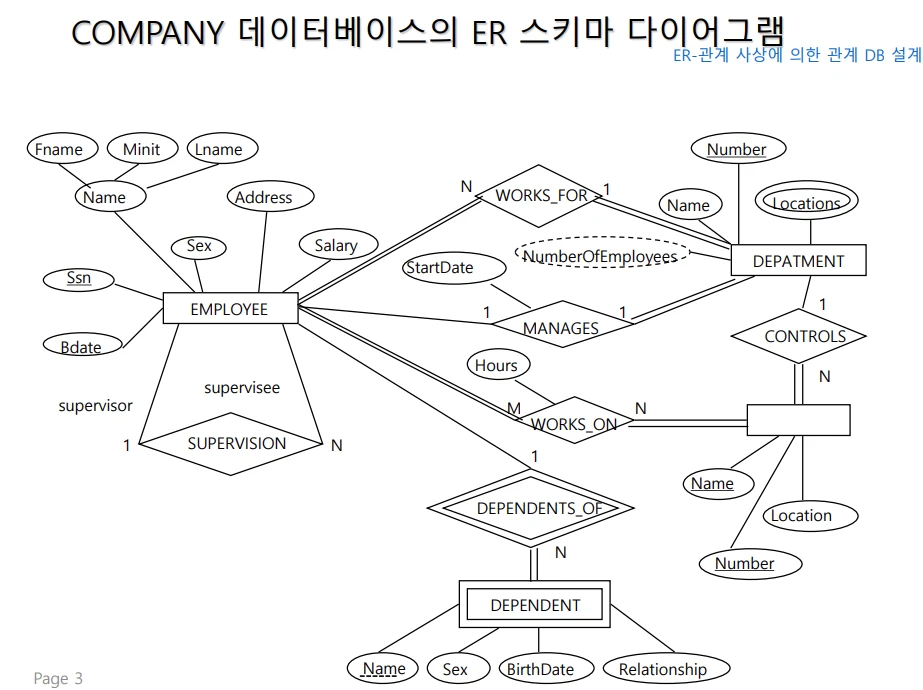 COMPANY 데이터베이스의 ER 스키마 다이어그램
ER-관계 사상에 의한 관계 DB 설계
Fname
Minit
Lname
Number
Name
Address
N
WORKS_FOR
1
Name
Locations
Sex
Salary
NumberOfEmployees
DEPATMENT
StartDate
Ssn
EMPLOYEE
1
MANAGES
1
1
CONTROLS
Bdate
Hours
N
supervisee
supervisor
M
WORKS_ON
N
1
SUPERVISION
N
1
Name
DEPENDENTS_OF
Location
N
Number
DEPENDENT
Name
Sex
BirthDate
Relationship
Page 3